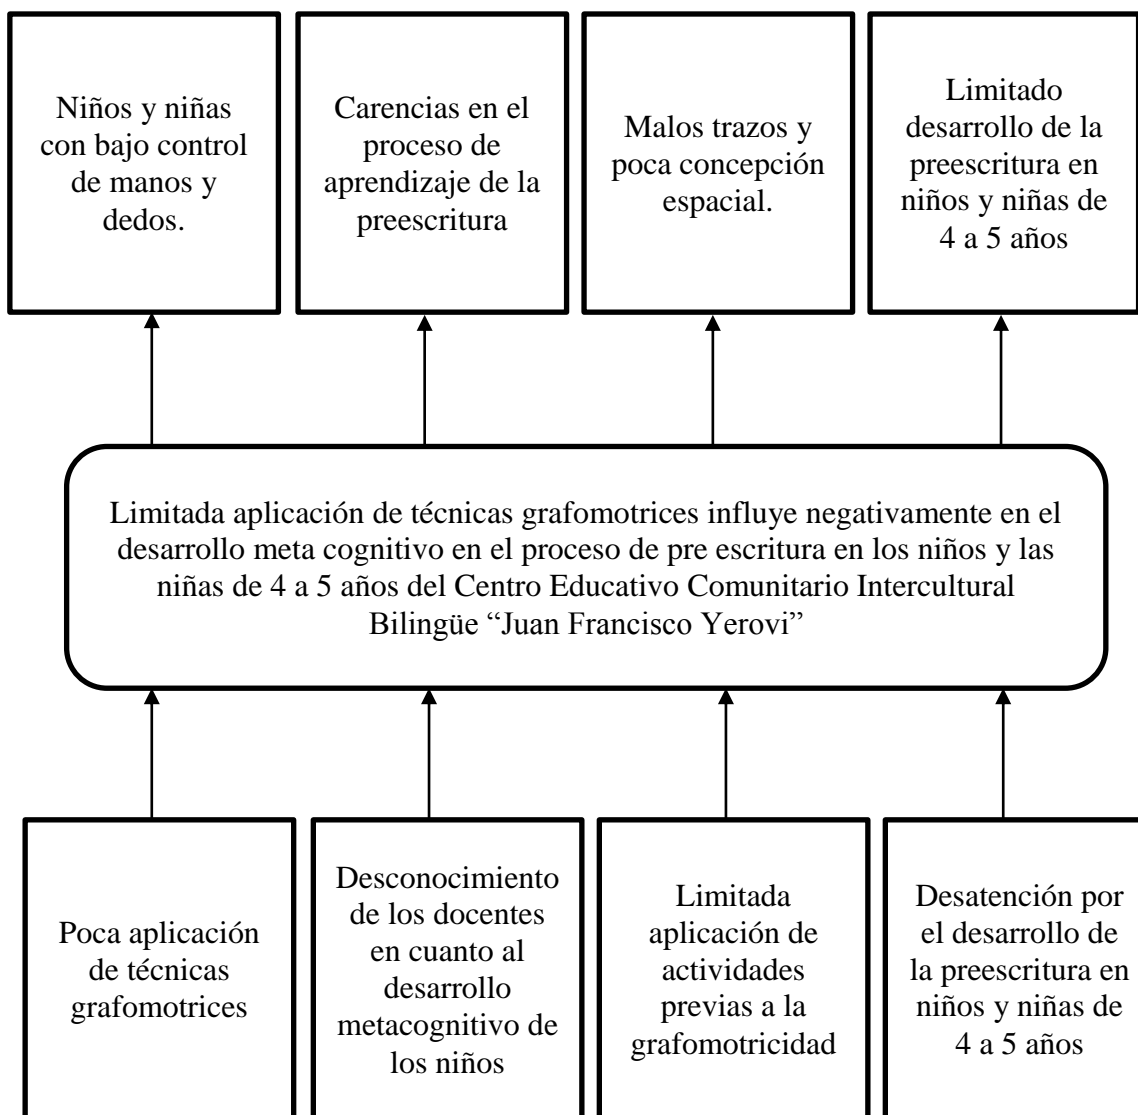 Niños y niñas
con bajo control
de manos y
dedos.
Carencias en el
proceso de
aprendizaje de la
preescritura
Malos trazos y
poca concepción
espacial.
Limitado
desarrollo de la
preescritura en
niños y niñas de
4 a 5 años
Limitada aplicación de técnicas grafomotrices influye negativamente en el
desarrollo meta cognitivo en el proceso de pre escritura en los niños y las
niñas de 4 a 5 años del Centro Educativo Comunitario Intercultural
Bilingüe “Juan Francisco Yerovi”
Poca aplicación
de técnicas
grafomotrices
Desconocimiento
de los docentes
en cuanto al
desarrollo
metacognitivo de
los niños
Limitada
aplicación de
actividades
previas a la
grafomotricidad
Desatención por
el desarrollo de
la preescritura en
niños y niñas de
4 a 5 años